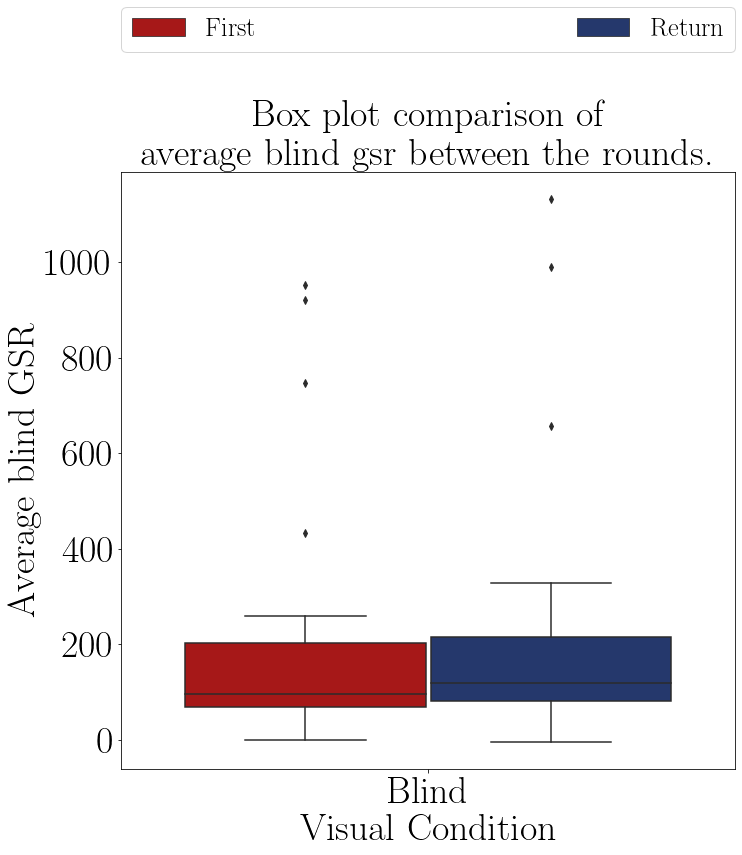 First Return
Box plot comparison of
average blind gsr between the rounds.
1000
800
600
400
200
0
Average blind GSR
Blind
Visual Condition